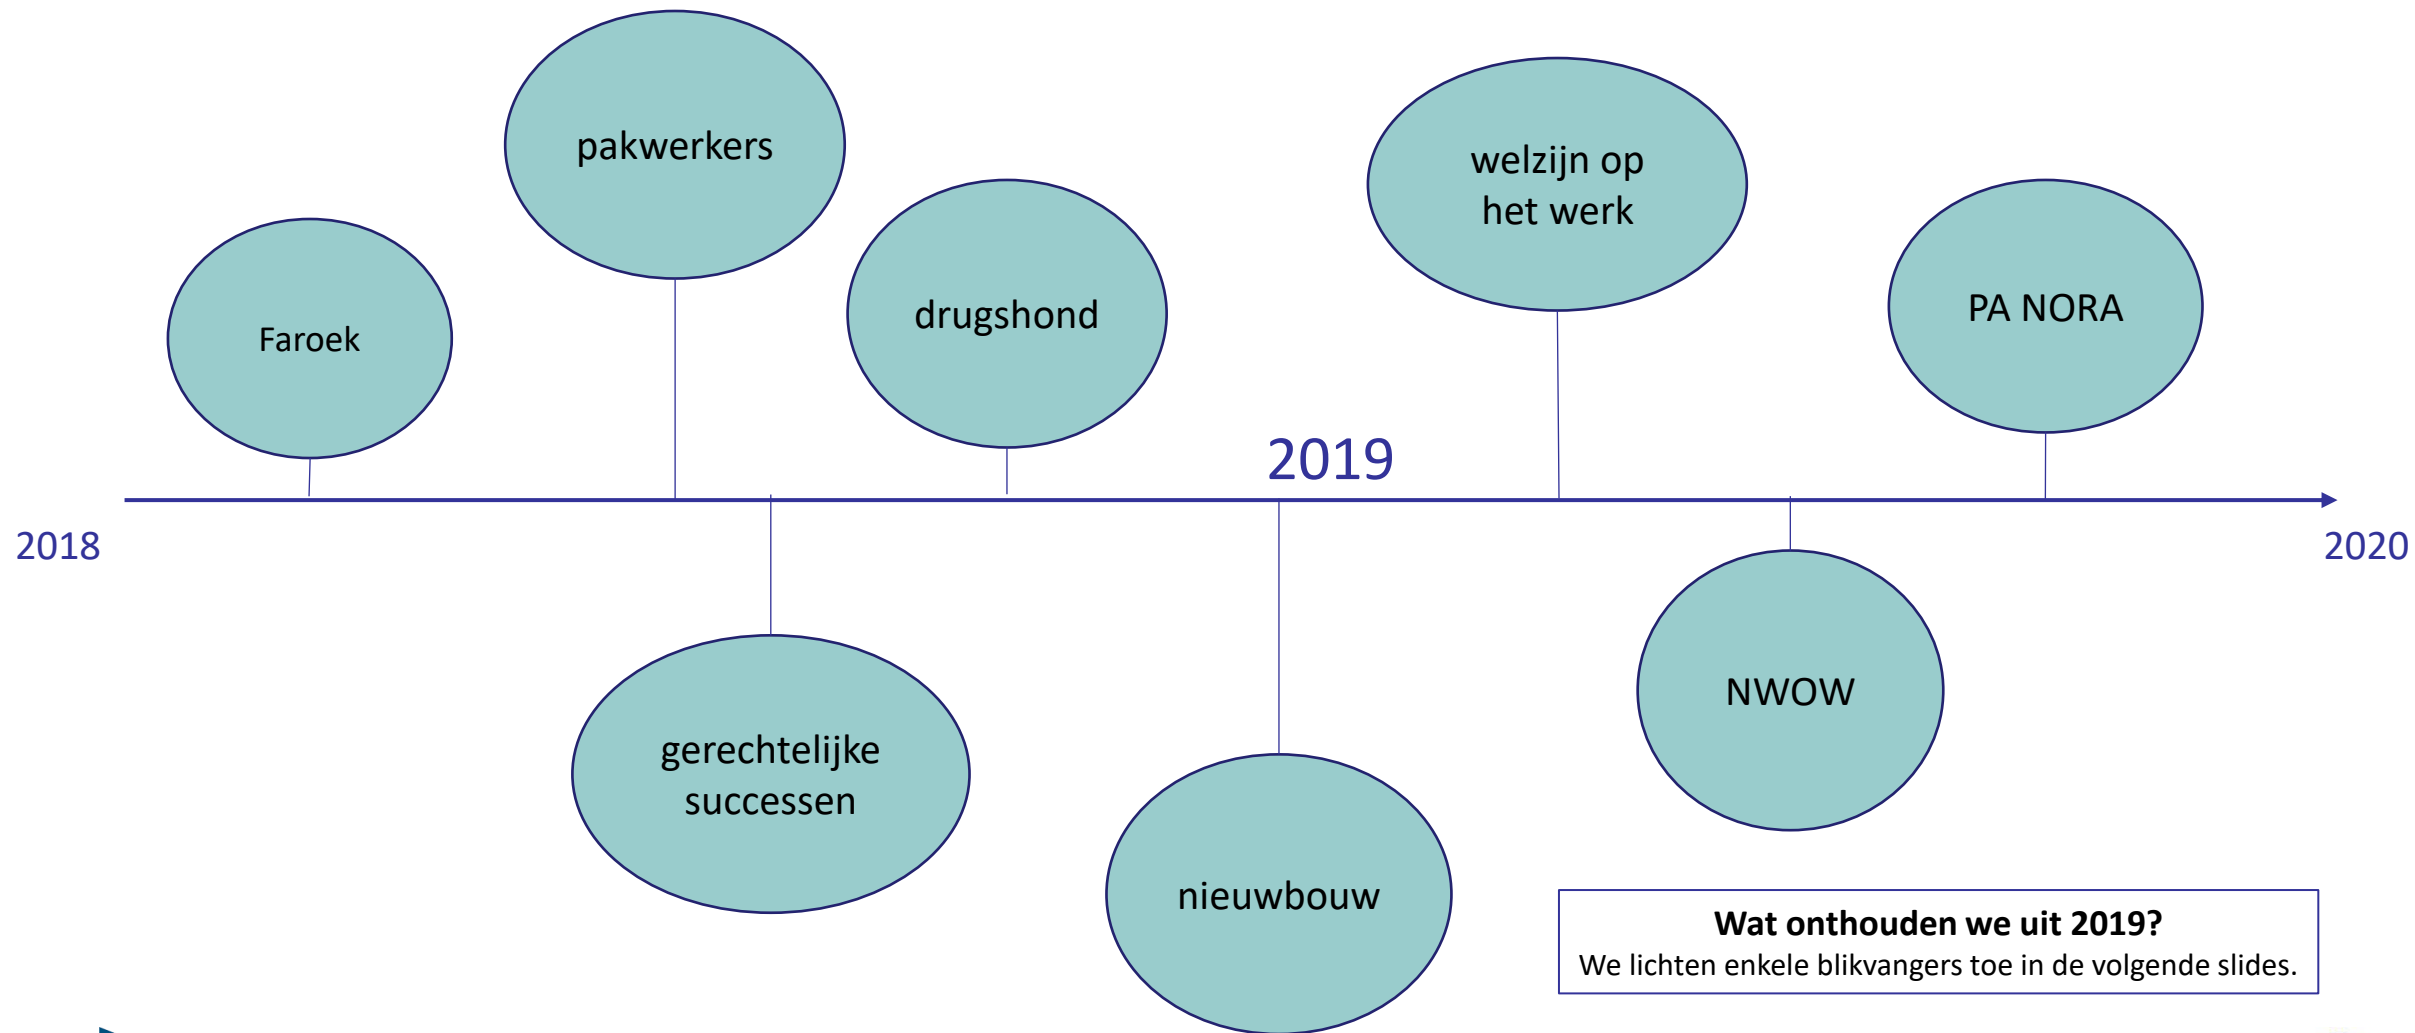 pakwerkers
welzijn op
het werk
Faroek
drugshond
PA NORA
2019
2018
2020
gerechtelijke
successen
nieuwbouw
NWOW
Wat onthouden we uit 2019?
We lichten enkele blikvangers toe in de volgende slides.